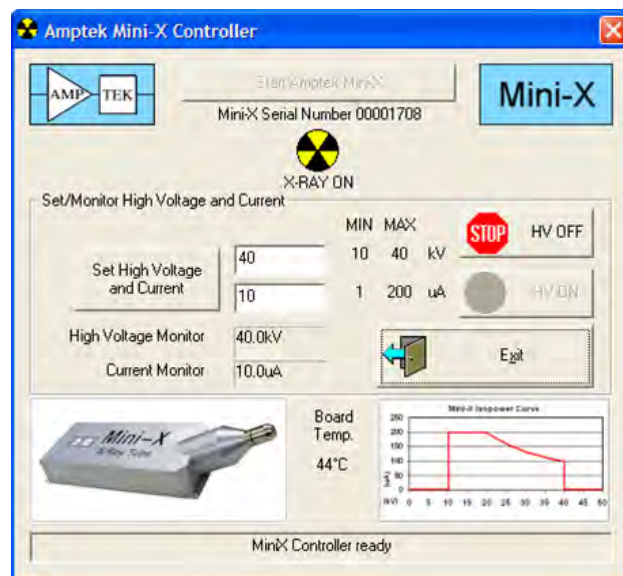 Amptek Mini-X Controller
AMP TEK
Start Amptek Mini-X
Mini-X
Mini-X Serial Number 00001708
X-RAY ON
Set/Monitor High Voltage and Current
MIN MAX
STOP HV OFF
Set High Voltage and Current
40
10 40 kV
10
1 200 uA
HV ON
High Voltage Monitor 40.0kV
Current Monitor 10.0uA
Exit
Mini-X
X-Ray Tube
Board Temp.
44°C
Mini-X Isopower Curve
250
200
150
100
50
0
(uA)
(kV) 0 5 10 15 20 25 30 35 40 45 50
MiniX Controller ready